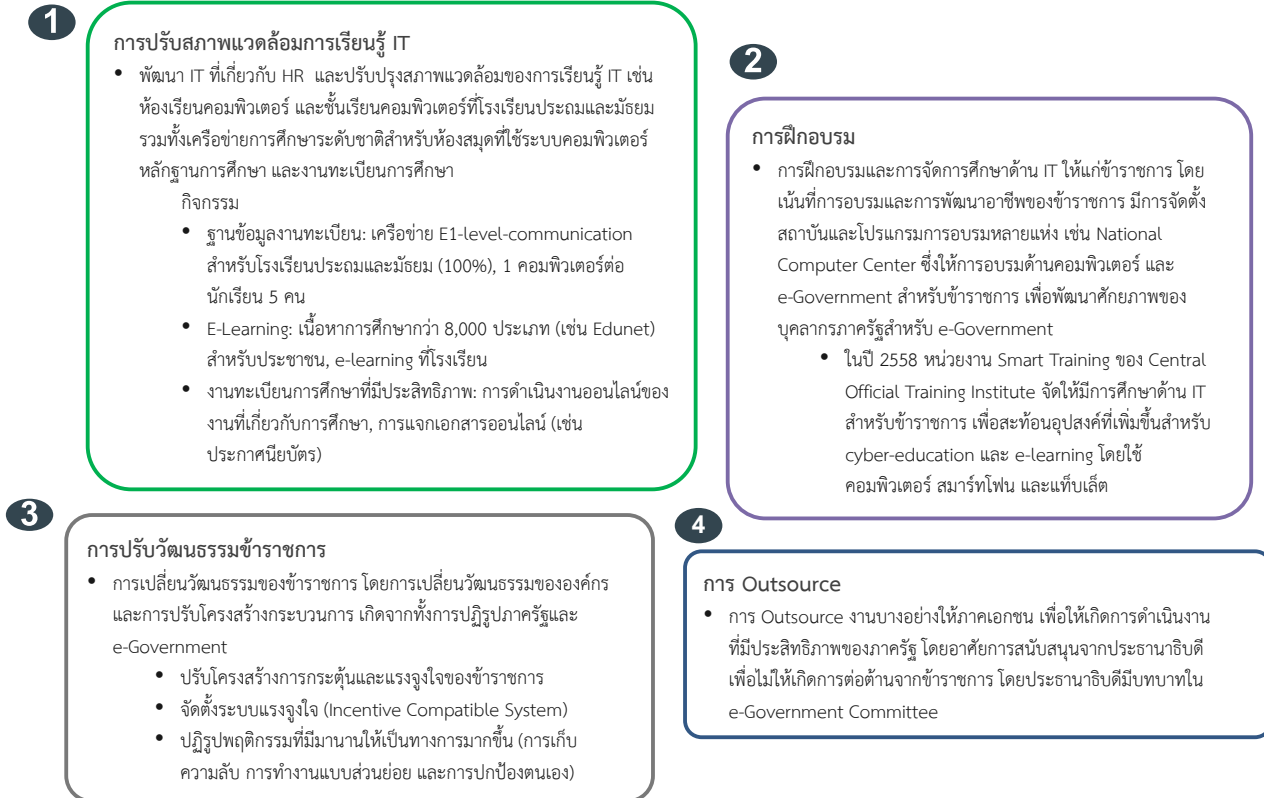 1
การปรับสภาพแวดล้อมการเรียนรู้ IT
• พัฒนา IT ที่เกี่ยวกับ HR และปรับปรุงสภาพแวดล้อมของการเรียนรู้ IT เช่น
ห้องเรียนคอมพิวเตอร์ และชั้นเรียนคอมพิวเตอร์ที่โรงเรียนประถมและมัธยม
รวมทั้งเครือข่ายการศึกษาระดับชาติสำหรับห้องสมุดที่ใช้ระบบคอมพิวเตอร์
หลักฐานการศึกษา และงานทะเบียนการศึกษา
กิจกรรม
• ฐานข้อมูลงานทะเบียน: เครือข่าย E1-level-communication
สำหรับโรงเรียนประถมและมัธยม (100%), 1 คอมพิวเตอร์ต่อ
นักเรียน 5 คน
• E-Learning: เนื้อหาการศึกษากว่า 8,000 ประเภท (เช่น Edunet)
สำหรับประชาชน, e-learning ที่โรงเรียน
• งานทะเบียนการศึกษาที่มีประสิทธิภาพ: การดำเนินงานออนไลน์ของ
งานที่เกี่ยวกับการศึกษา, การแจกเอกสารออนไลน์ (เช่น
ประกาศนียบัตร)
2
การฝึกอบรม
• การฝึกอบรมและการจัดการศึกษาด้าน IT ให้แก่ข้าราชการ โดย
เน้นที่การอบรมและการพัฒนาอาชีพของข้าราชการ มีการจัดตั้ง
สถาบันและโปรแกรมการอบรมหลายแห่ง เช่น National
Computer Center ซึ่งให้การอบรมด้านคอมพิวเตอร์ และ
e-Government สำหรับข้าราชการ เพื่อพัฒนาศักยภาพของ
บุคลากรภาครัฐสำหรับ e-Government
• ในปี 2558 หน่วยงาน Smart Training ของ Central
Official Training Institute จัดให้มีการศึกษาด้าน IT
สำหรับข้าราชการ เพื่อสะท้อนอุปสงค์ที่เพิ่มขึ้นสำหรับ
cyber-education และ e-learning โดยใช้
คอมพิวเตอร์ สมาร์ทโฟน และแท็บเล็ต
3
การปรับวัฒนธรรมข้าราชการ
• การเปลี่ยนวัฒนธรรมของข้าราชการ โดยการเปลี่ยนวัฒนธรรมขององค์กร
และการปรับโครงสร้างกระบวนการ เกิดจากทั้งการปฏิรูปภาครัฐและ
e-Government
• ปรับโครงสร้างการกระตุ้นและแรงจูงใจของข้าราชการ
• จัดตั้งระบบแรงจูงใจ (Incentive Compatible System)
• ปฏิรูปพฤติกรรมที่มีมานานให้เป็นทางการมากขึ้น (การเก็บ
ความลับ การทำงานแบบส่วนย่อย และการปกป้องตนเอง)
4
การ Outsource
• การ Outsource งานบางอย่างให้ภาคเอกชน เพื่อให้เกิดการดำเนินงาน
ที่มีประสิทธิภาพของภาครัฐ โดยอาศัยการสนับสนุนจากประธานาธิบดี
เพื่อไม่ให้เกิดการต่อต้านจากข้าราชการ โดยประธานาธิบดีมีบทบาทใน
e-Government Committee